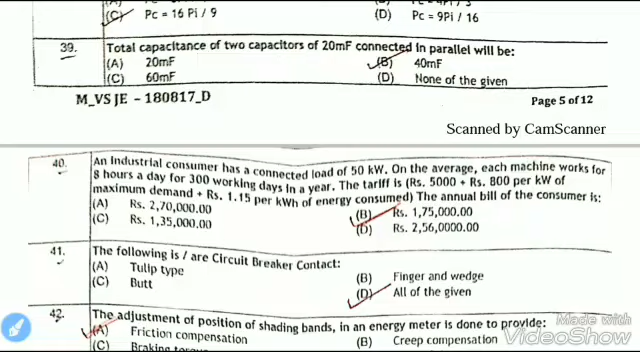 (C) Pc = 16 Pi / 9
(D) Pc = 9Pi / 16
39. Total capacitance of two capacitors of 20mF connected in parallel will be:
(A) 20mF
(B) 40mF
(C) 60mF
(D) None of the given
M_VS JE - 180817_D
Page 5 of 12
Scanned by CamScanner
40. An Industrial consumer has a connected load of 50 kW. On the average, each machine works for
8 hours a day for 300 working days in a year. The tariff is (Rs. 5000 + Rs. 800 per kW of
maximum demand + Rs. 1.15 per kWh of energy consumed) The annual bill of the consumer is:
(A) Rs. 2,70,000.00
(B) Rs. 1,75,000.00
(C) Rs. 1,35,000.00
(D) Rs. 2,56,0000.00
41. The following is / are Circuit Breaker Contact:
(A) Tulip type
(B) Finger and wedge
(C) Butt
(D) All of the given
42. The adjustment of position of shading bands, in an energy meter is done to provide:
(A) Friction compensation
(B) Creep compensation
(C) Braking torque
Made with
VideoShow